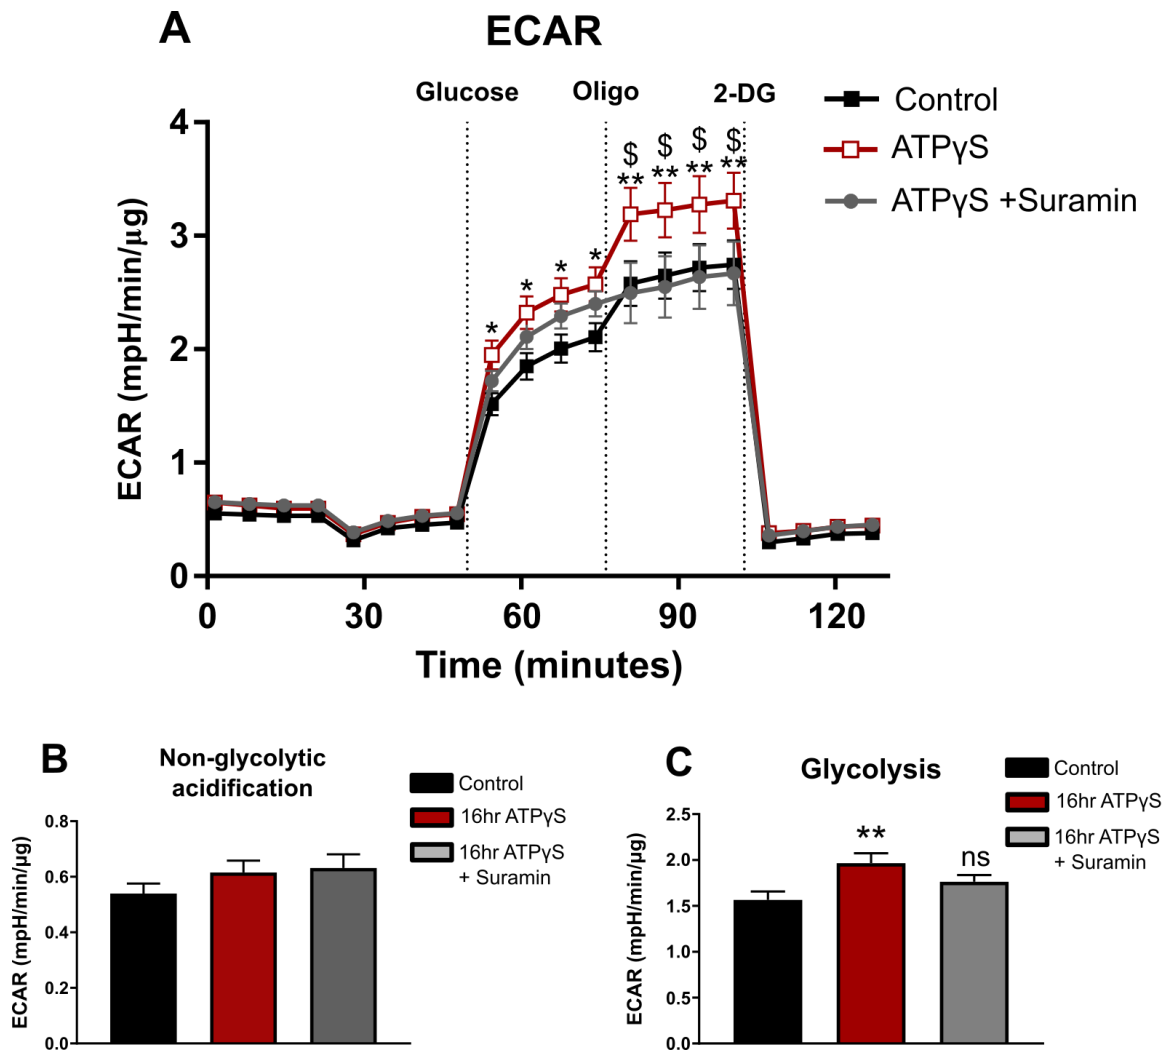 A
ECAR
Glucose
Oligo
2-DG
Control
ATPγS
ATPγS +Suramin
4
3
2
1
0
ECAR (mpH/min/μg)
$ $ $ $
** ** ** **
* * * *
0 30 60 90 120
Time (minutes)
B
Non-glycolytic
acidification
Control
16hr ATPγS
16hr ATPγS
+ Suramin
0.8
0.6
0.4
0.2
0.0
ECAR (mpH/min/μg)
C
Glycolysis
Control
16hr ATPγS
16hr ATPγS
+ Suramin
2.5
2.0
1.5
1.0
0.5
0.0
ECAR (mpH/min/μg)
**
ns